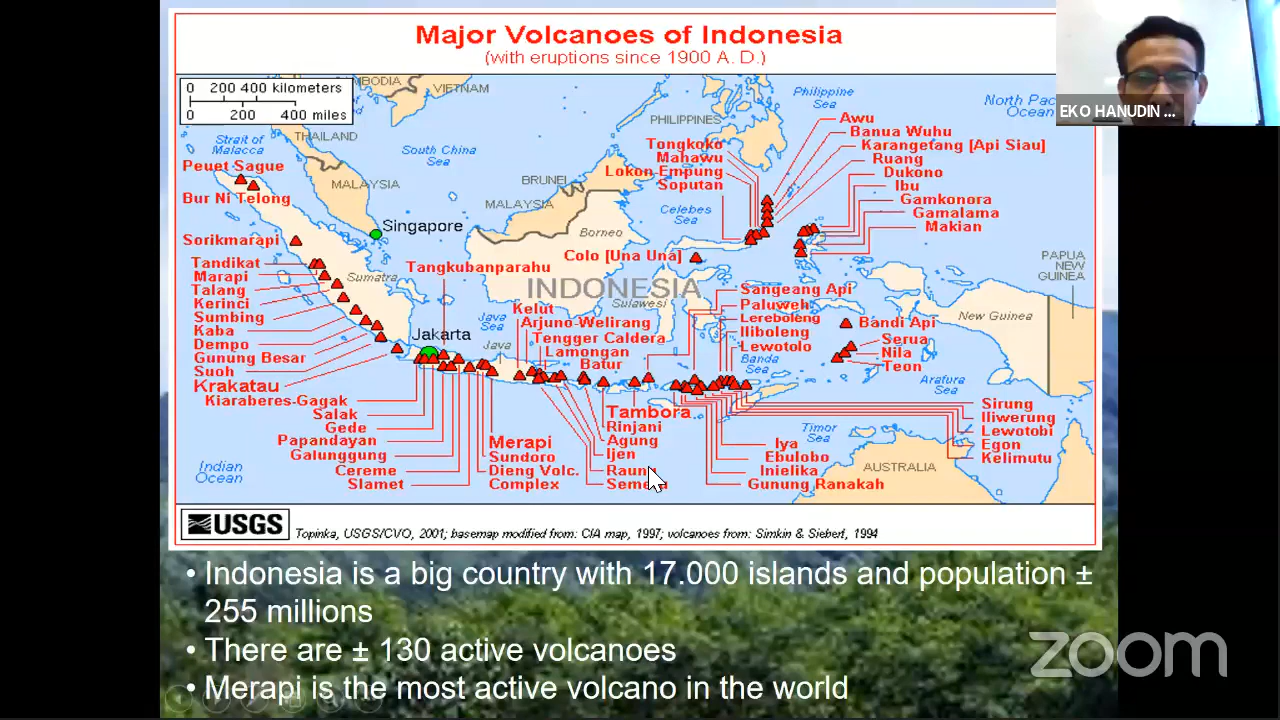 Major Volcanoes of Indonesia
(with eruptions since 1900 A. D.)
EKO HANUDIN ...
0 200 400 kilometers
0 200 400 miles
VIETNAM
THAILAND
Strait of
Malacca
South China
Sea
MALAYSIA
BRUNEI
MALAYSIA
PHILIPPINES
Philippine
Sea
Ocean
Celebes
Sea
Borneo
INDONESIA
Sulawesi
Sumatra
Java
Sea
Java
Banda
Sea
New Guinea
PAPUA
NEW
GUINEA
Arafura
Sea
Timor
Sea
AUSTRALIA
Indian
Ocean
Singapore
Jakarta
Peuet Sague
Bur Ni Telong
Sorikmarapi
Tandikat
Marapi
Talang
Kerinci
Sumbing
Kaba
Dempo
Gunung Besar
Suoh
Krakatau
Kiaraberes-Gagak
Salak
Gede
Papandayan
Galunggung
Cereme
Slamet
Tangkubanparahu
Merapi
Sundoro
Dieng Volc.
Complex
Kelut
Arjuno-Welirang
Tengger Caldera
Lamongan
Batur
Tambora
Rinjani
Agung
Ijen
Tongkoko
Mahawu
Lokon Empung
Soputan
Colo [Una Una]
Awu
Banua Wuhu
Karangetang [Api Siau]
Ruang
Dukono
Ibu
Gamkonora
Gamalama
Makian
Sangeang Api
Paluweh
Lereboleng
Iliboleng
Lewotolo
Bandi Api
Serua
Nila
Teon
Sirung
Iliwerung
Lewotobi
Egon
Kelimutu
Iya
Ebulobo
Inielika
Gunung Ranakah
USGS
Topinka, USGS/CVO, 2001; basemap modified from: CIA map, 1997; volcanoes from: Simkin & Siebert, 1994
• Indonesia is a big country with 17.000 islands and population ±
255 millions
• There are ± 130 active volcanoes
• Merapi is the most active volcano in the world
zoom